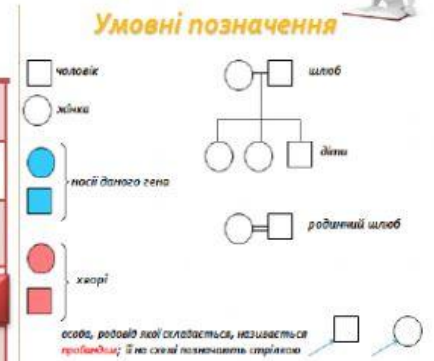 Умовні позначення
чоловік
шлюб
жінка
діти
носії даного гена
родинний шлюб
хворі
особа, родовід якої складається, називається
пробандом; її на схемі позначають стрілкою